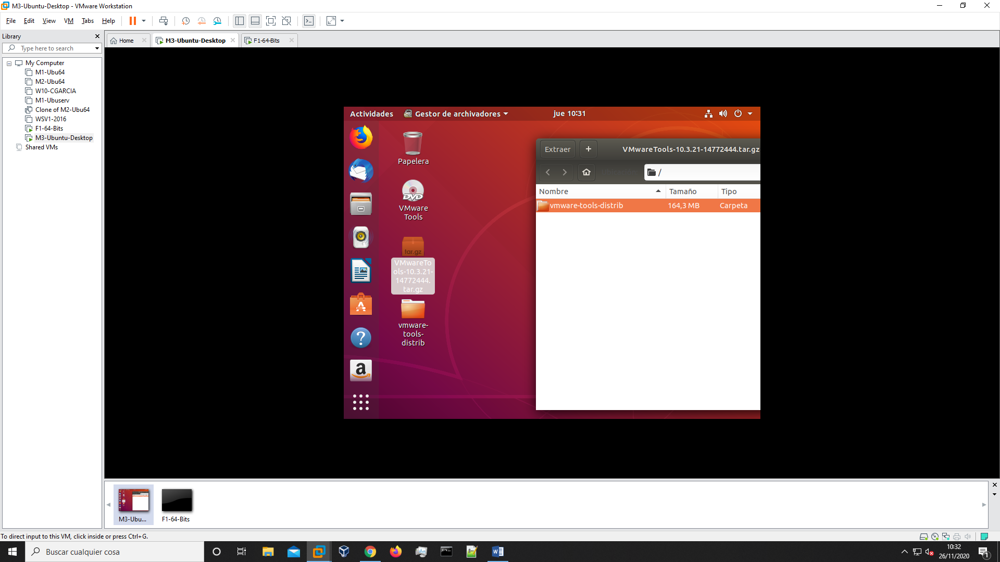 M3-Ubuntu-Desktop - VMware Workstation
File Edit View VM Tabs Help
Library
Type here to search
My Computer
M1-Ubu64
M2-Ubu64
W10-CGARCIA
M1-Ubuserv
Clone of M2-Ubu64
WSV1-2016
F1-64-Bits
M3-Ubuntu-Desktop
Shared VMs
Home
M3-Ubuntu-Desktop
F1-64-Bits
Actividades
Gestor de archivadores
jue 10:31
Papelera
DVD
VMware
Tools
tar.gz
VMwareTo
ols-10.3.21-
14772444.
tar.gz
vmware-
tools-
distrib
a
Extraer
+
VMwareTools-10.3.21-14772444.tar.gz
Ubicación:
/
Nombre Tamaño Tipo
vmware-tools-distrib 164,3 MB Carpeta
M3-Ubu...
F1-64-Bits
To direct input to this VM, click inside or press Ctrl+G.
Buscar cualquier cosa
10:32
26/11/2020
1